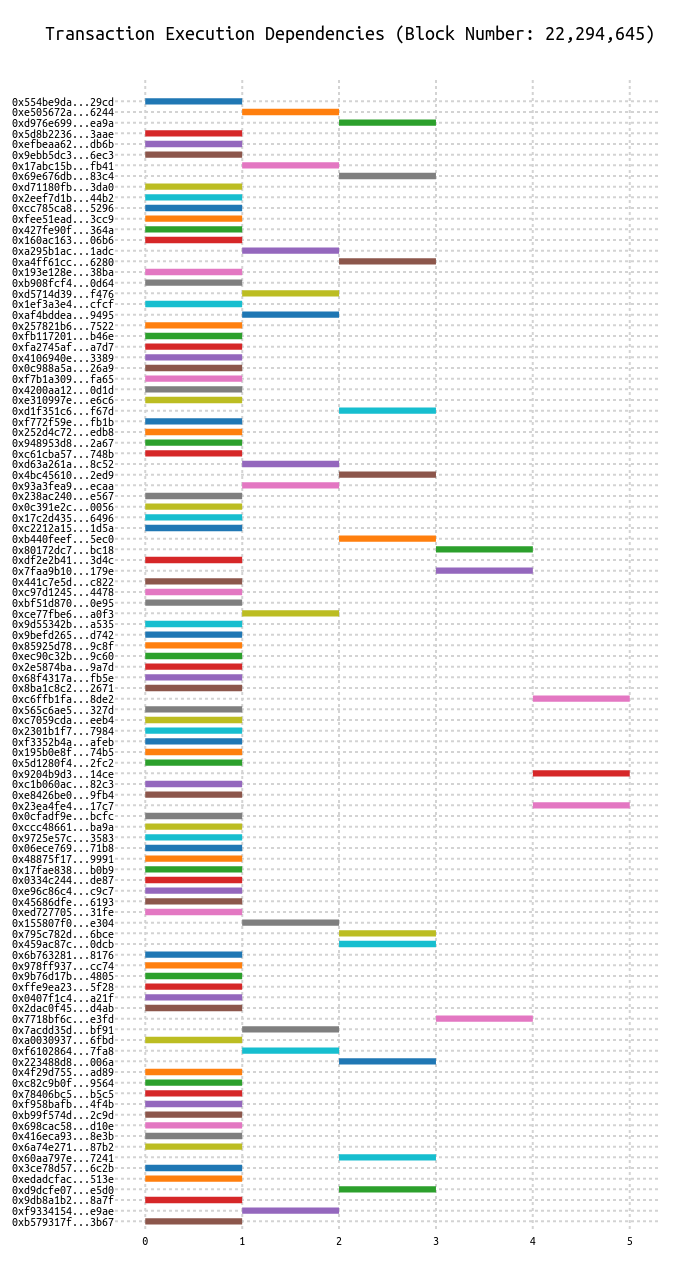 Transaction Execution Dependencies (Block Number: 22,294,645)
0x554be9da...29cd
0xe505672a...6244
0xd976e699...ea9a
0x5d8b2236...3aae
0xefbeaa62...db6b
0x9ebb5dc3...6ec3
0x17abc15b...fb41
0x69e676db...83c4
0xd71180fb...3da0
0x2eef7d1b...44b2
0xcc785ca8...5296
0xfee51ead...3cc9
0x427fe90f...364a
0x160ac163...06b6
0xa295b1ac...1adc
0xa4ff61cc...6280
0x193e128e...38ba
0xb908fcf4...0d64
0xd5714d39...f476
0x1ef3a3e4...cfcf
0xaf4bddea...9495
0x257821b6...7522
0xfb117201...b46e
0xfa2745af...a7d7
0x4106940e...3389
0x0c988a5a...26a9
0xf7b1a309...fa65
0x4200aa12...0d1d
0xe310997e...e6c6
0xd1f351c6...f67d
0xf772f59e...fb1b
0x252d4c72...edb8
0x948953d8...2a67
0xc61cba57...748b
0xd63a261a...8c52
0x4bc45610...2ed9
0x93a3fea9...ecaa
0x238ac240...e567
0x0c391e2c...0056
0x17c2d435...6496
0xc2212a15...1d5a
0xb440feef...5ec0
0x80172dc7...bc18
0xdf2e2b41...3d4c
0x7faa9b10...179e
0x441c7e5d...c822
0xc97d1245...4478
0xbf51d870...0e95
0xce77fbe6...a0f3
0x9d55342b...a535
0x9befd265...d742
0x85925d78...9c8f
0xec90c32b...9c60
0x2e5874ba...9a7d
0x68f4317a...fb5e
0x8ba1c8c2...2671
0xc6ffb1fa...8de2
0x565c6ae5...327d
0xc7059cda...eeb4
0x2301b1f7...7984
0xf3352b4a...afeb
0x195b0e8f...74b5
0x5d1280f4...2fc2
0x9204b9d3...14ce
0xc1b060ac...82c3
0xe8426be0...9fb4
0x23ea4fe4...17c7
0x0cfadf9e...bcfc
0xccc48661...ba9a
0x9725e57c...3583
0x06ece769...71b8
0x48875f17...9991
0x17fae838...b0b9
0x0334c244...de87
0xe96c86c4...c9c7
0x45686dfe...6193
0xed727705...31fe
0x155807f0...e304
0x795c782d...6bce
0x459ac87c...0dcb
0x6b763281...8176
0x978ff937...cc74
0x9b76d17b...4805
0xffe9ea23...5f28
0x0407f1c4...a21f
0x2dac0f45...d4ab
0x7718bf6c...e3fd
0x7acdd35d...bf91
0xa0030937...6fbd
0xf6102864...7fa8
0x223488d8...006a
0x4f29d755...ad89
0xc82c9b0f...9564
0x78406bc5...b5c5
0xf958bafb...4f4b
0xb99f574d...2c9d
0x698cac58...d10e
0x416eca93...8e3b
0x6a74e271...87b2
0x60aa797e...7241
0x3ce78d57...6c2b
0xedadcfac...513e
0xd9dcfe07...e5d0
0x9db8a1b2...8a7f
0xf9334154...e9ae
0xb579317f...3b67
0 1 2 3 4 5